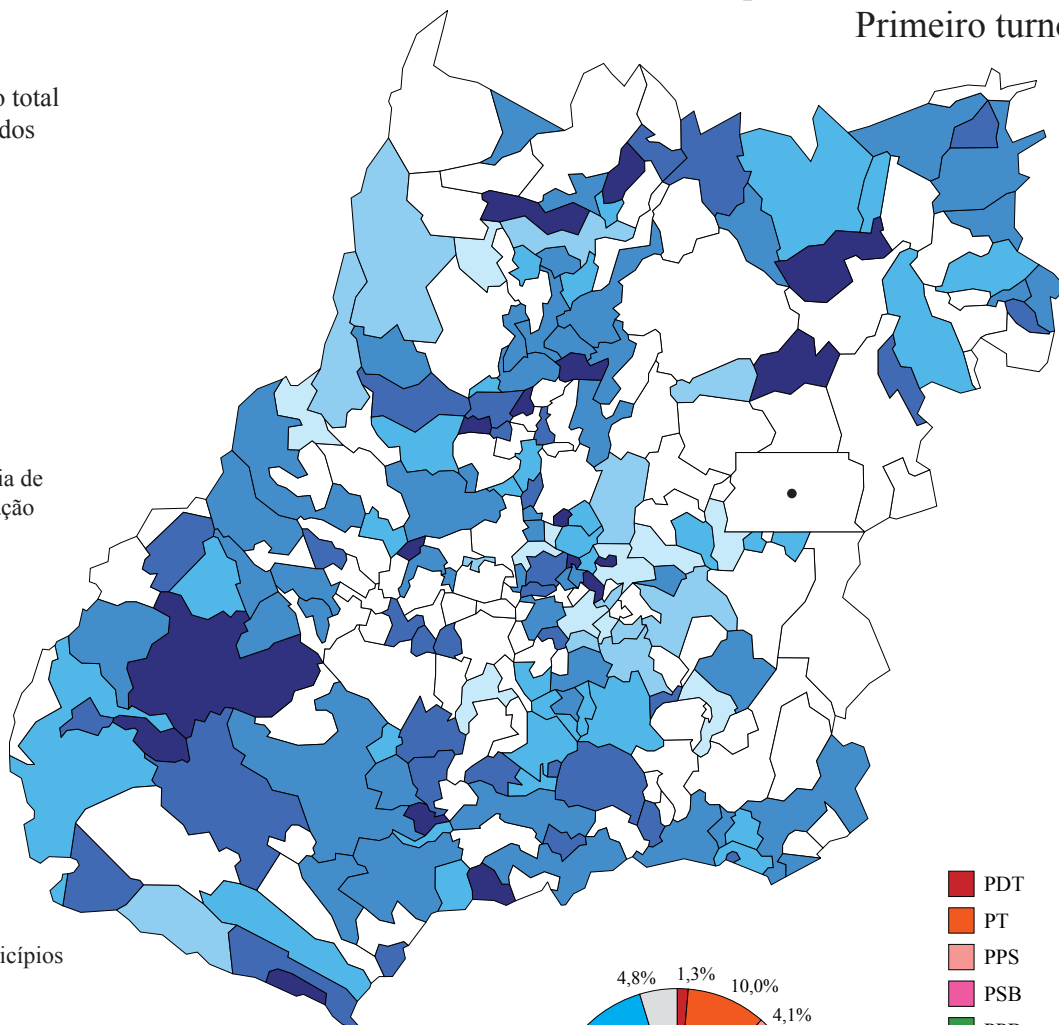 Primeiro turno
total
dos
ia de
ção
icípios
4,8%
1,3%
10,0%
4,1%
PDT
PT
PPS
PSB